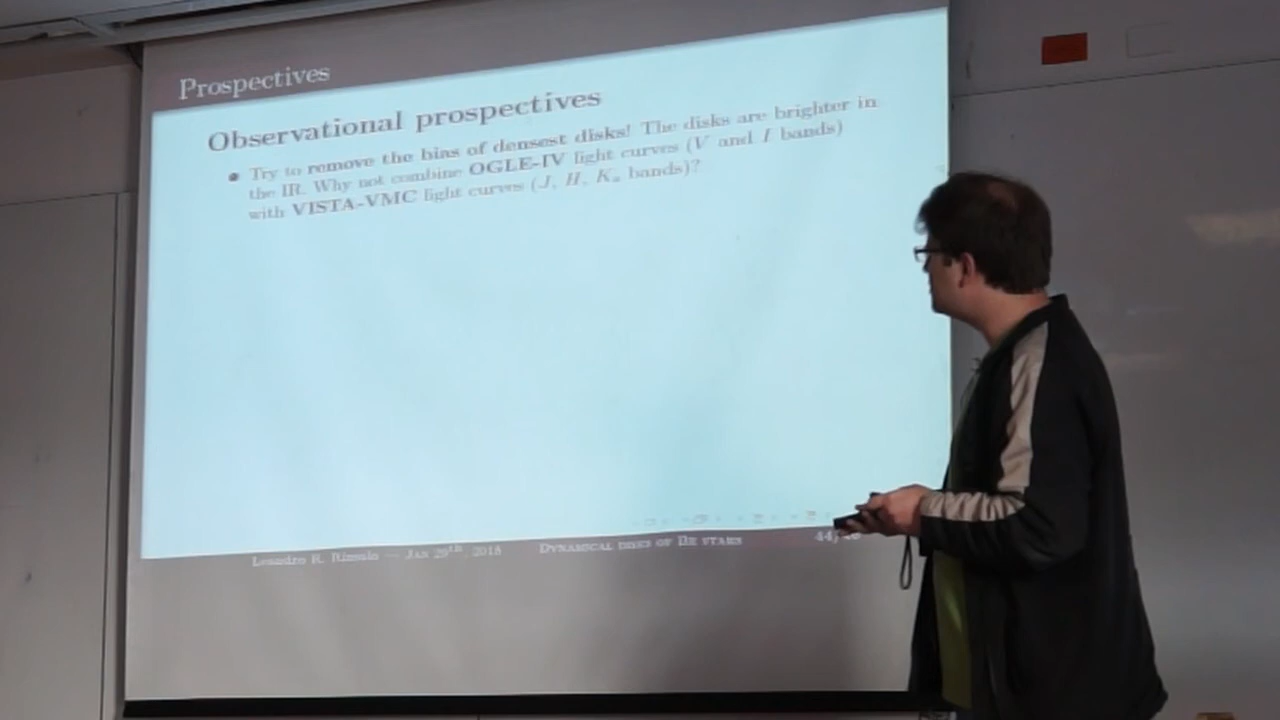 Prospectives
Observational prospectives
• Try to remove the bias of densest disks! The disks are brighter in
the IR. Why not combine OGLE-IV light curves (V and I bands)
with VISTA-VMC light curves (J, H, Ks bands)?
Leandro R. Rímulo — Jan 29th, 2018 Dynamical disks of Be stars 44/